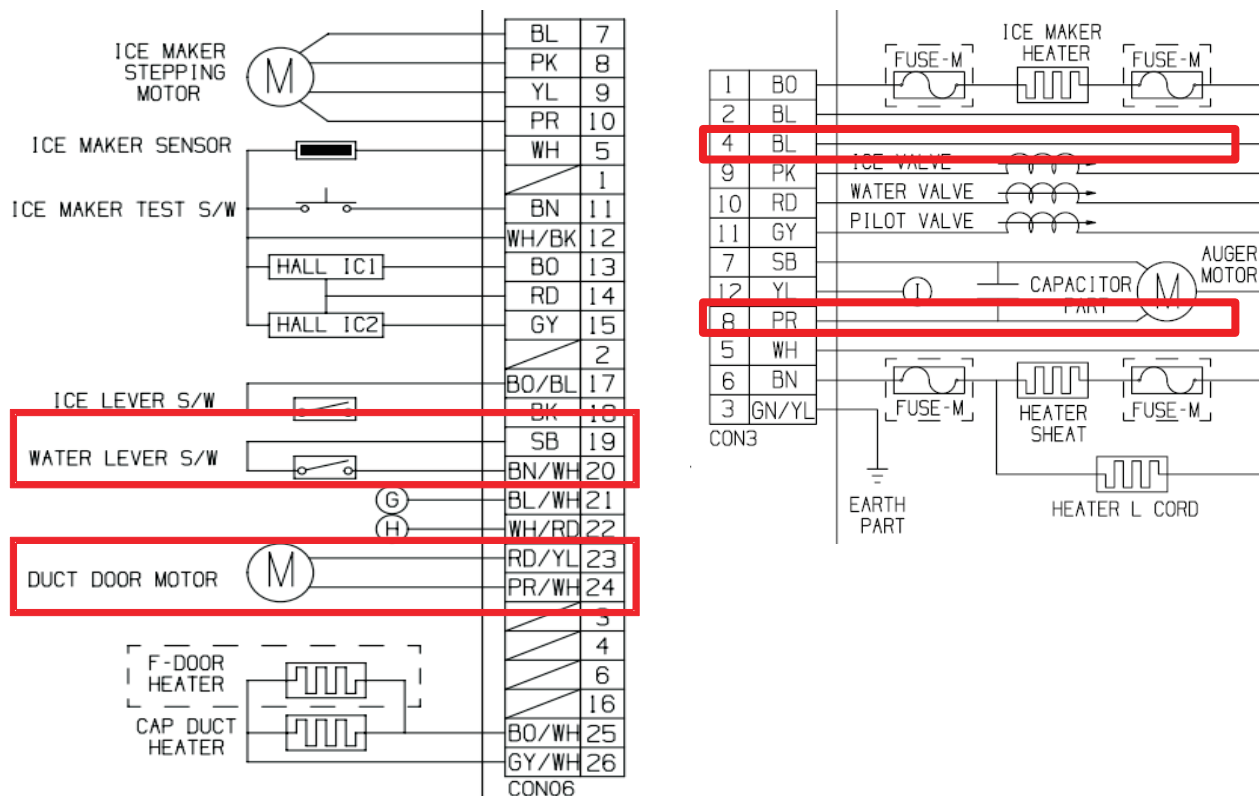 ICE MAKER
STEPPING
MOTOR
M
BL 7
PK 8
YL 9
PR 10
ICE MAKER SENSOR
WH 5
1
ICE MAKER TEST S/W
BN 11
WH/BK 12
HALL IC1
BO 13
RD 14
HALL IC2
GY 15
2
BO/BL 17
ICE LEVER S/W
BK 18
SB 19
WATER LEVER S/W
BN/WH 20
G
BL/WH 21
H
WH/RD 22
DUCT DOOR MOTOR
M
RD/YL 23
PR/WH 24
3
4
6
16
F-DOOR
HEATER
CAP DUCT
HEATER
BO/WH 25
GY/WH 26
CON06
ICE MAKER
HEATER
FUSE-M
FUSE-M
1 BO
2 BL
4 BL
ICE VALVE
9 PK
WATER VALVE
10 RD
PILOT VALVE
11 GY
7 SB
AUGER
MOTOR
12 YL
I
CAPACITOR
PART
M
8 PR
5 WH
6 BN
FUSE-M
HEATER
SHEAT
FUSE-M
3 GN/YL
CON3
EARTH
PART
HEATER L CORD